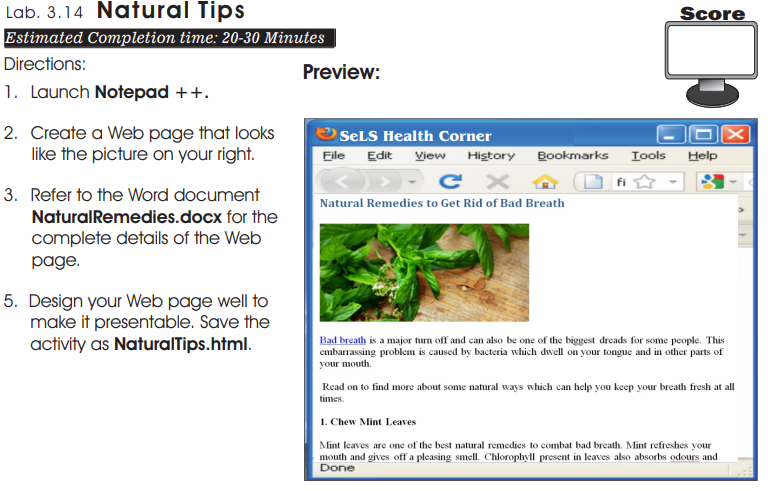 Lab. 3.14 Natural Tips
Score
Estimated Completion time: 20-30 Minutes
Directions:
1. Launch Notepad ++.
2. Create a Web page that looks
like the picture on your right.
3. Refer to the Word document
NaturalRemedies.docx for the
complete details of the Web
page.
5. Design your Web page well to
make it presentable. Save the
activity as NaturalTips.html.
Preview:
SeLS Health Corner
File Edit View History Bookmarks Tools Help
fi
Natural Remedies to Get Rid of Bad Breath
Bad breath is a major turn off and can also be one of the biggest dreads for some people. This
embarrassing problem is caused by bacteria which dwell on your tongue and in other parts of
your mouth.
Read on to find more about some natural ways which can help you keep your breath fresh at all
times.
1. Chew Mint Leaves
Mint leaves are one of the best natural remedies to combat bad breath. Mint refreshes your
mouth and gives off a pleasing smell. Chlorophyll present in leaves also absorbs odours and
Done